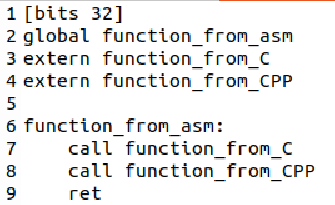 1 [bits 32]
2 global function_from_asm
3 extern function_from_C
4 extern function_from_CPP
5
6 function_from_asm:
7     call function_from_C
8     call function_from_CPP
9     ret